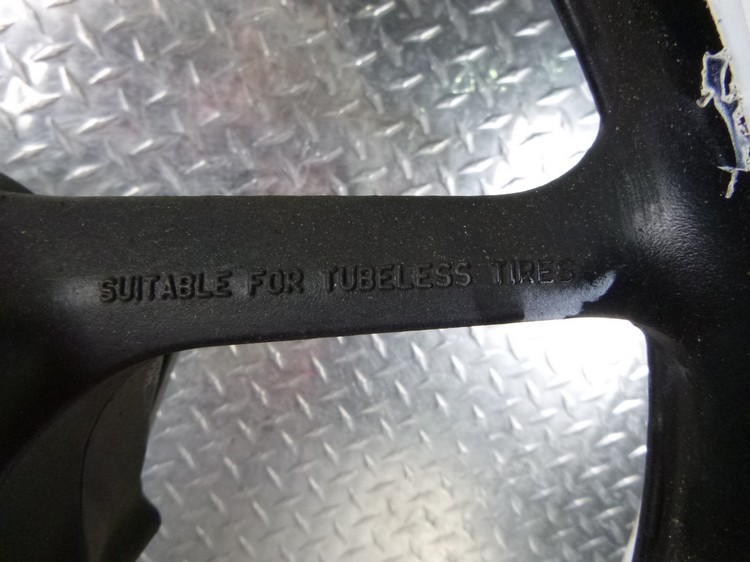 SUITABLE FOR TUBELESS TIRES